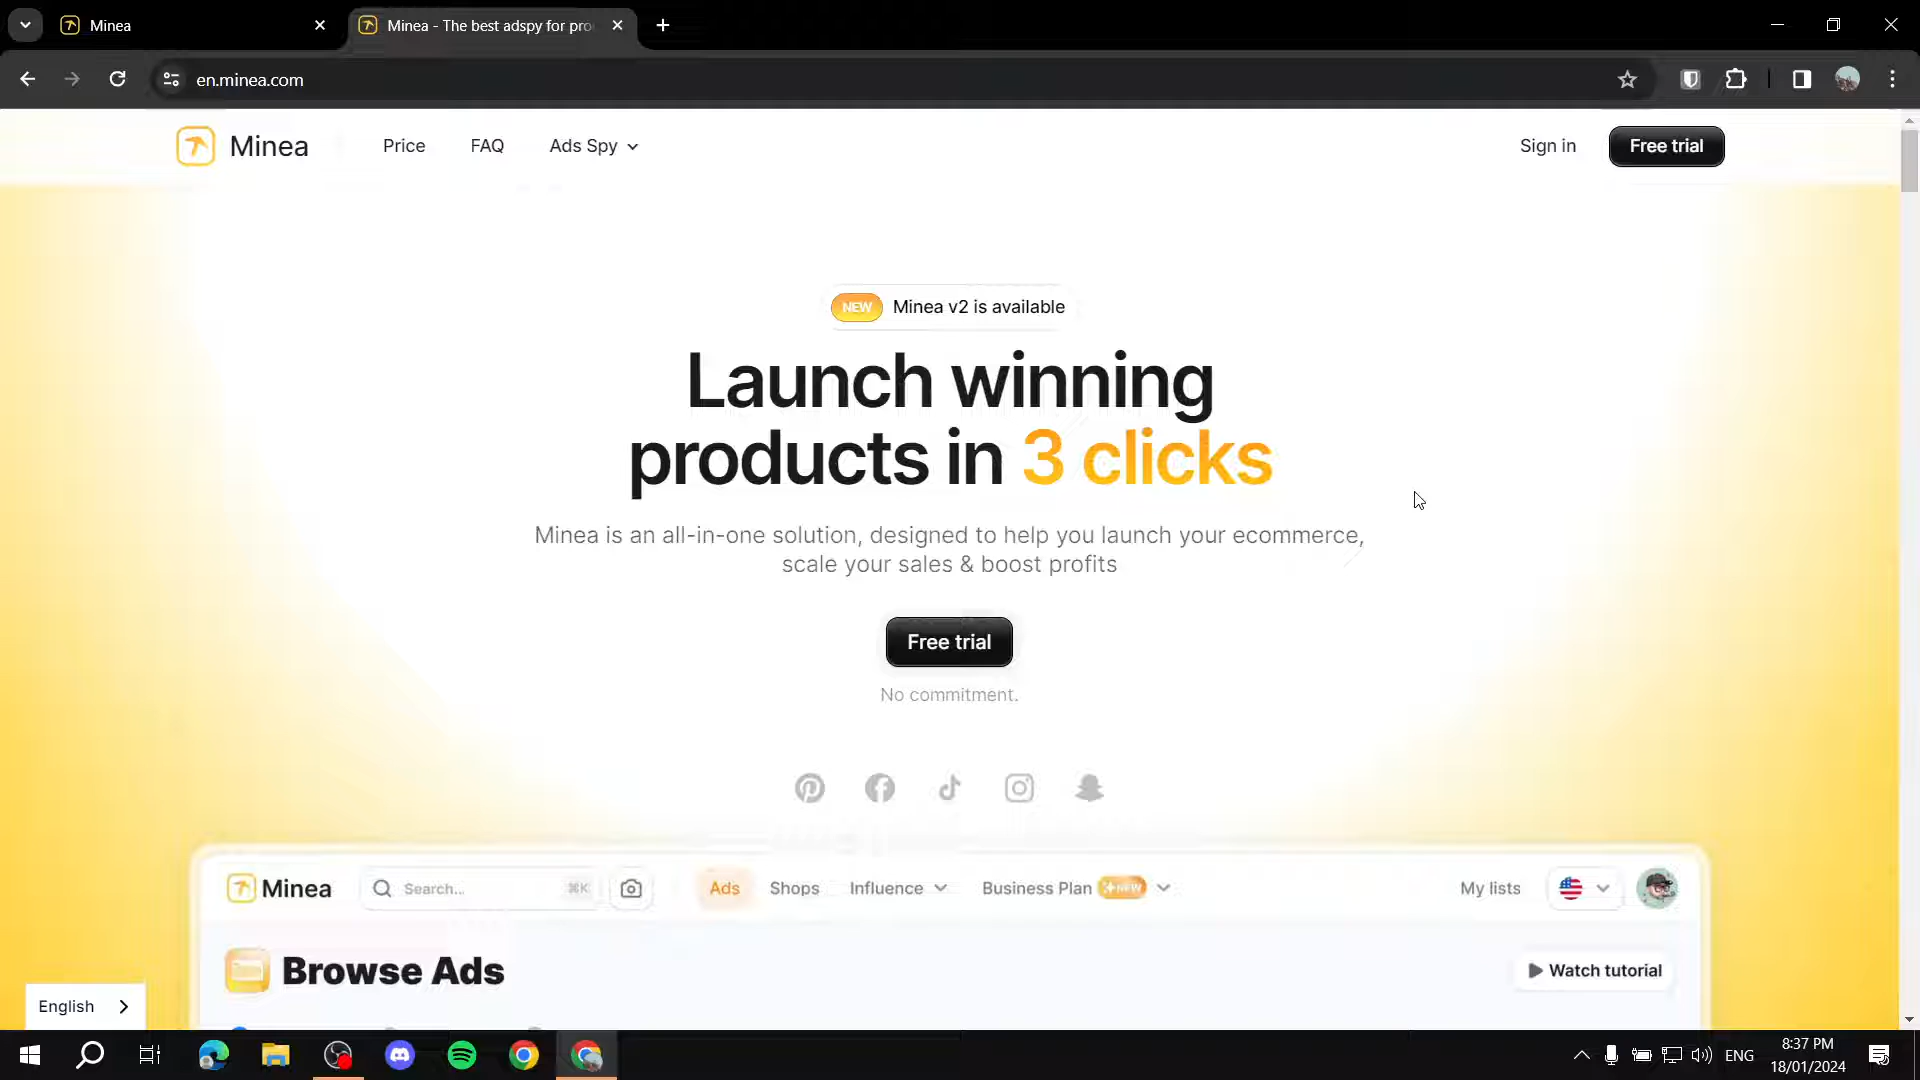 Minea
Minea - The best adspy for pro
en.minea.com
Minea
Price
FAQ
Ads Spy
Sign in
Free trial
NEW
Minea v2 is available
Launch winning
products in 3 clicks
Minea is an all-in-one solution, designed to help you launch your ecommerce,
scale your sales & boost profits
Free trial
No commitment.
Minea
Search...
⌘K
Ads
Shops
Influence
Business Plan
NEW
My lists
Browse Ads
Watch tutorial
English
ENG
8:37 PM
18/01/2024